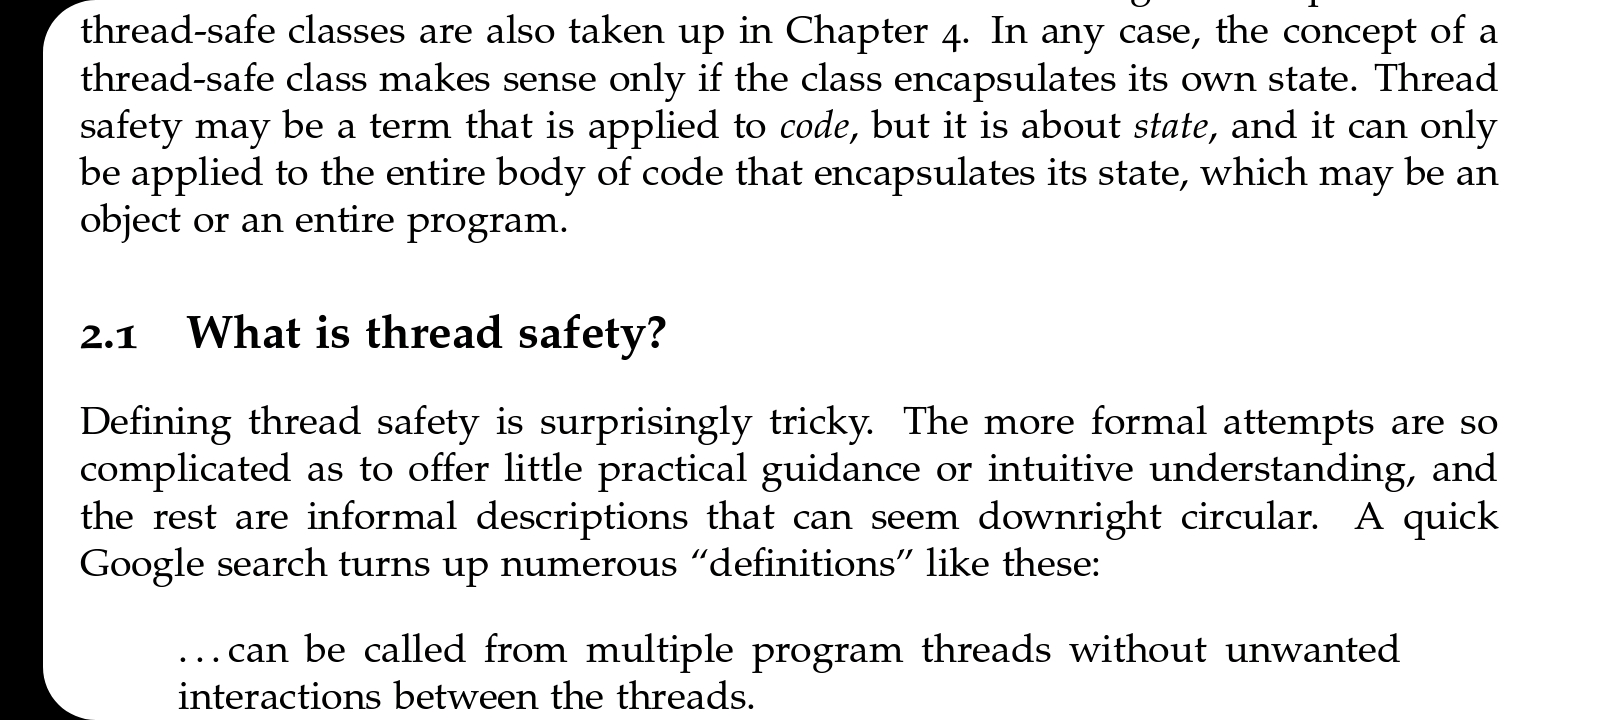 thread-safe classes are also taken up in Chapter 4. In any case, the concept of a
thread-safe class makes sense only if the class encapsulates its own state. Thread
safety may be a term that is applied to code, but it is about state, and it can only
be applied to the entire body of code that encapsulates its state, which may be an
object or an entire program.
2.1 What is thread safety?
Defining thread safety is surprisingly tricky. The more formal attempts are so
complicated as to offer little practical guidance or intuitive understanding, and
the rest are informal descriptions that can seem downright circular. A quick
Google search turns up numerous “definitions” like these:
...can be called from multiple program threads without unwanted
interactions between the threads.